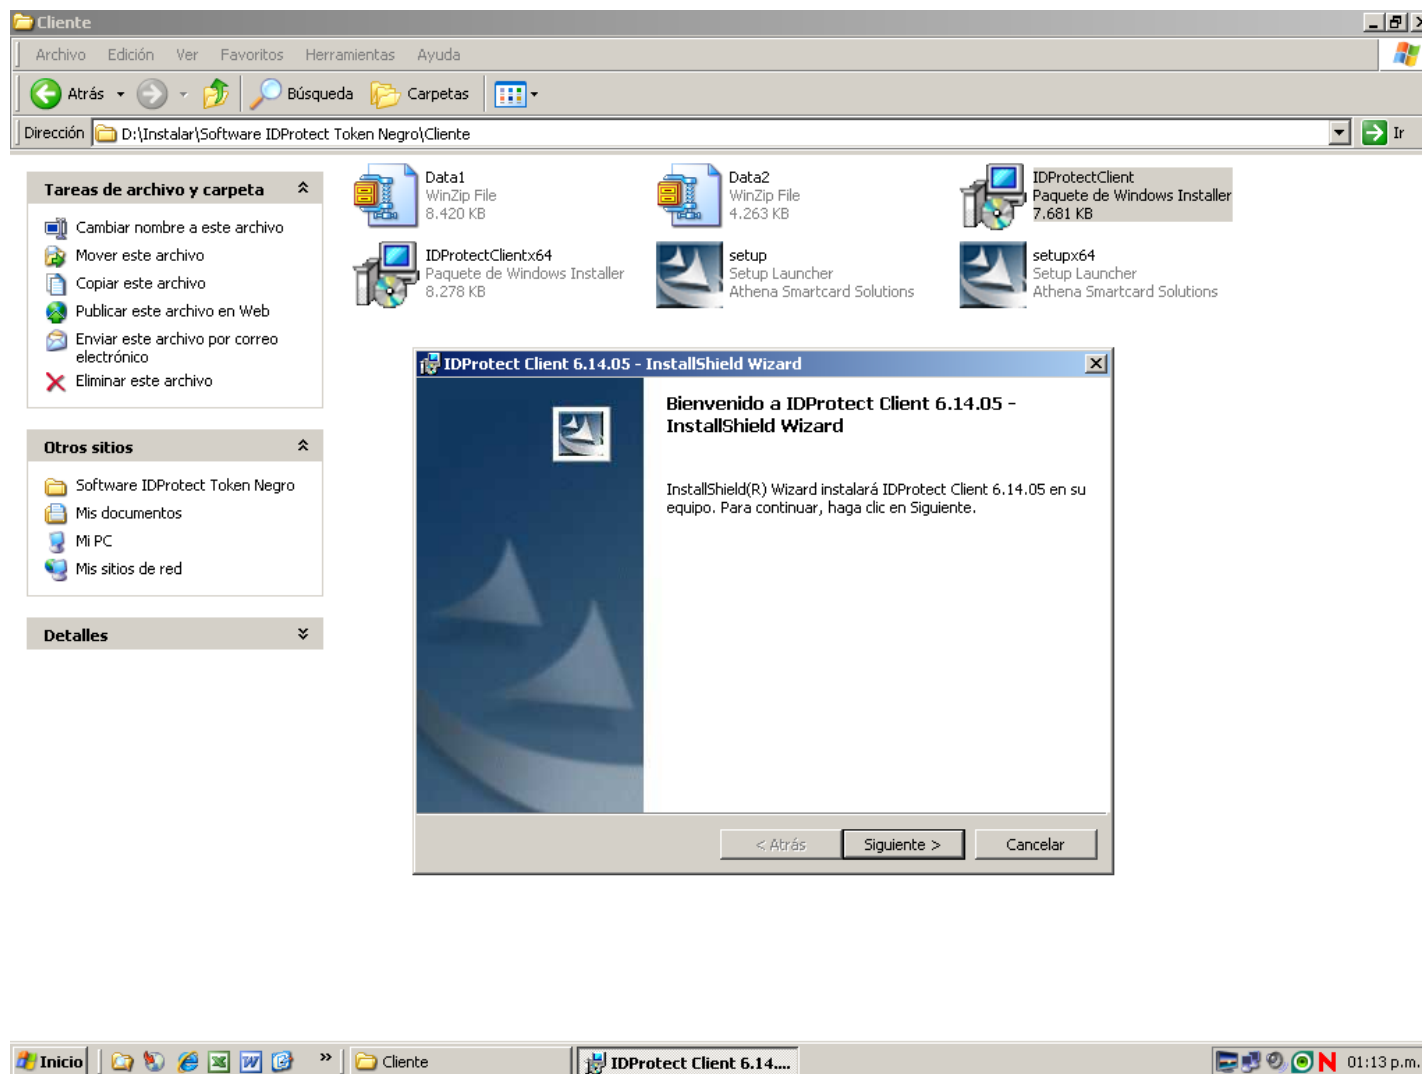 Cliente
Archivo Edición Ver Favoritos Herramientas Ayuda
Atrás Búsqueda Carpetas
Dirección D:\Instalar\Software IDProtect Token Negro\Cliente Ir
Tareas de archivo y carpeta
Cambiar nombre a este archivo
Mover este archivo
Copiar este archivo
Publicar este archivo en Web
Enviar este archivo por correo
electrónico
Eliminar este archivo
Otros sitios
Software IDProtect Token Negro
Mis documentos
Mi PC
Mis sitios de red
Detalles
Data1
WinZip File
8.420 KB
Data2
WinZip File
4.263 KB
IDProtectClient
Paquete de Windows Installer
7.681 KB
IDProtectClientx64
Paquete de Windows Installer
8.278 KB
setup
Setup Launcher
Athena Smartcard Solutions
setupx64
Setup Launcher
Athena Smartcard Solutions
IDProtect Client 6.14.05 - InstallShield Wizard
Bienvenido a IDProtect Client 6.14.05 -
InstallShield Wizard
InstallShield(R) Wizard instalará IDProtect Client 6.14.05 en su
equipo. Para continuar, haga clic en Siguiente.
< Atrás Siguiente > Cancelar
Inicio » Cliente IDProtect Client 6.14.... N 01:13 p.m.